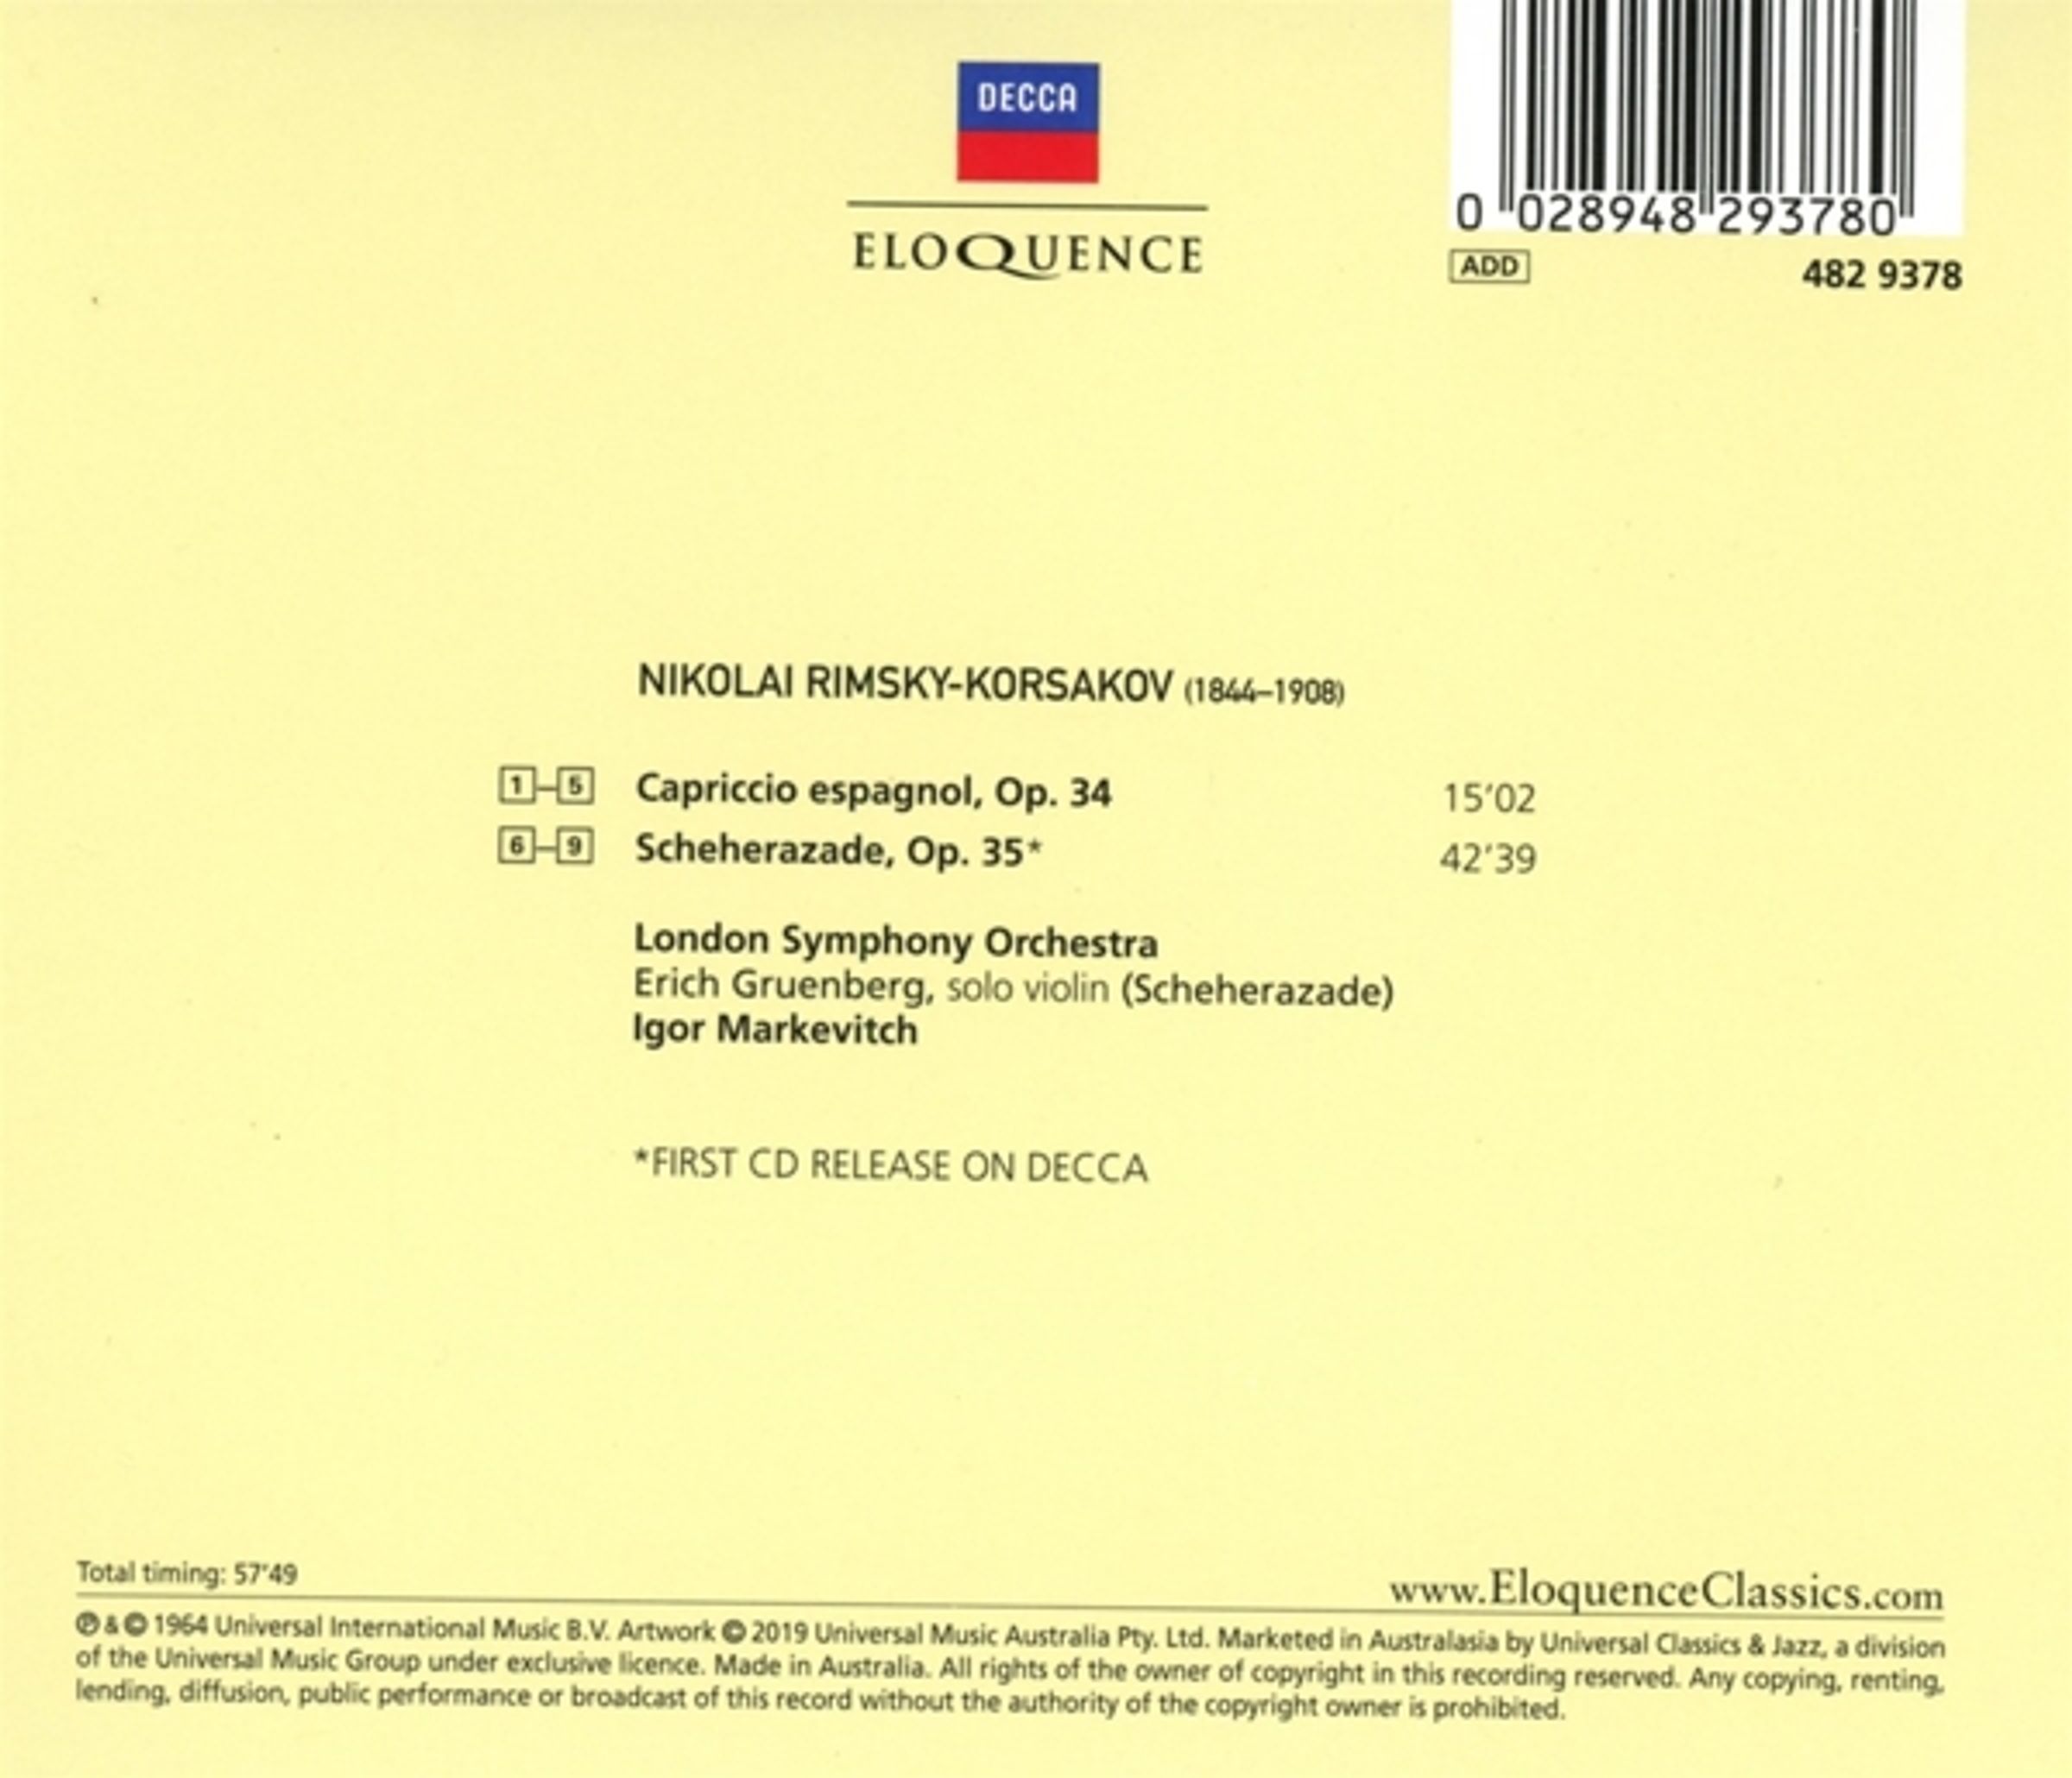 DECCA
ELOQUENCE
0 028948 293780
ADD 482 9378
NIKOLAI RIMSKY-KORSAKOV (1844–1908)
1–5 Capriccio espagnol, Op. 34 15’02
6–9 Scheherazade, Op. 35* 42’39
London Symphony Orchestra
Erich Gruenberg, solo violin (Scheherazade)
Igor Markevitch
*FIRST CD RELEASE ON DECCA
Total timing: 57’49
www.EloquenceClassics.com
℗ & © 1964 Universal International Music B.V. Artwork © 2019 Universal Music Australia Pty. Ltd. Marketed in Australasia by Universal Classics & Jazz, a division
of the Universal Music Group under exclusive licence. Made in Australia. All rights of the owner of copyright in this recording reserved. Any copying, renting,
lending, diffusion, public performance or broadcast of this record without the authority of the copyright owner is prohibited.